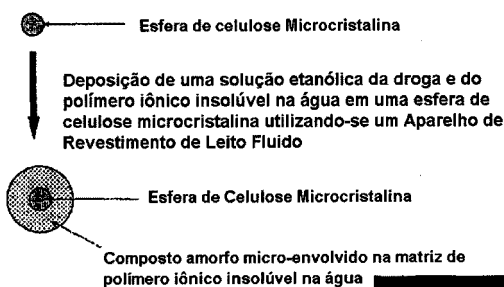 Esfera de celulose Microcristalina
Deposição de uma solução etanólica da droga e do
polímero iônico insolúvel na água em uma esfera de
celulose microcristalina utilizando-se um Aparelho de
Revestimento de Leito Fluido
Esfera de Celulose Microcristalina
Composto amorfo micro-envolvido na matriz de
polímero iônico insolúvel na água